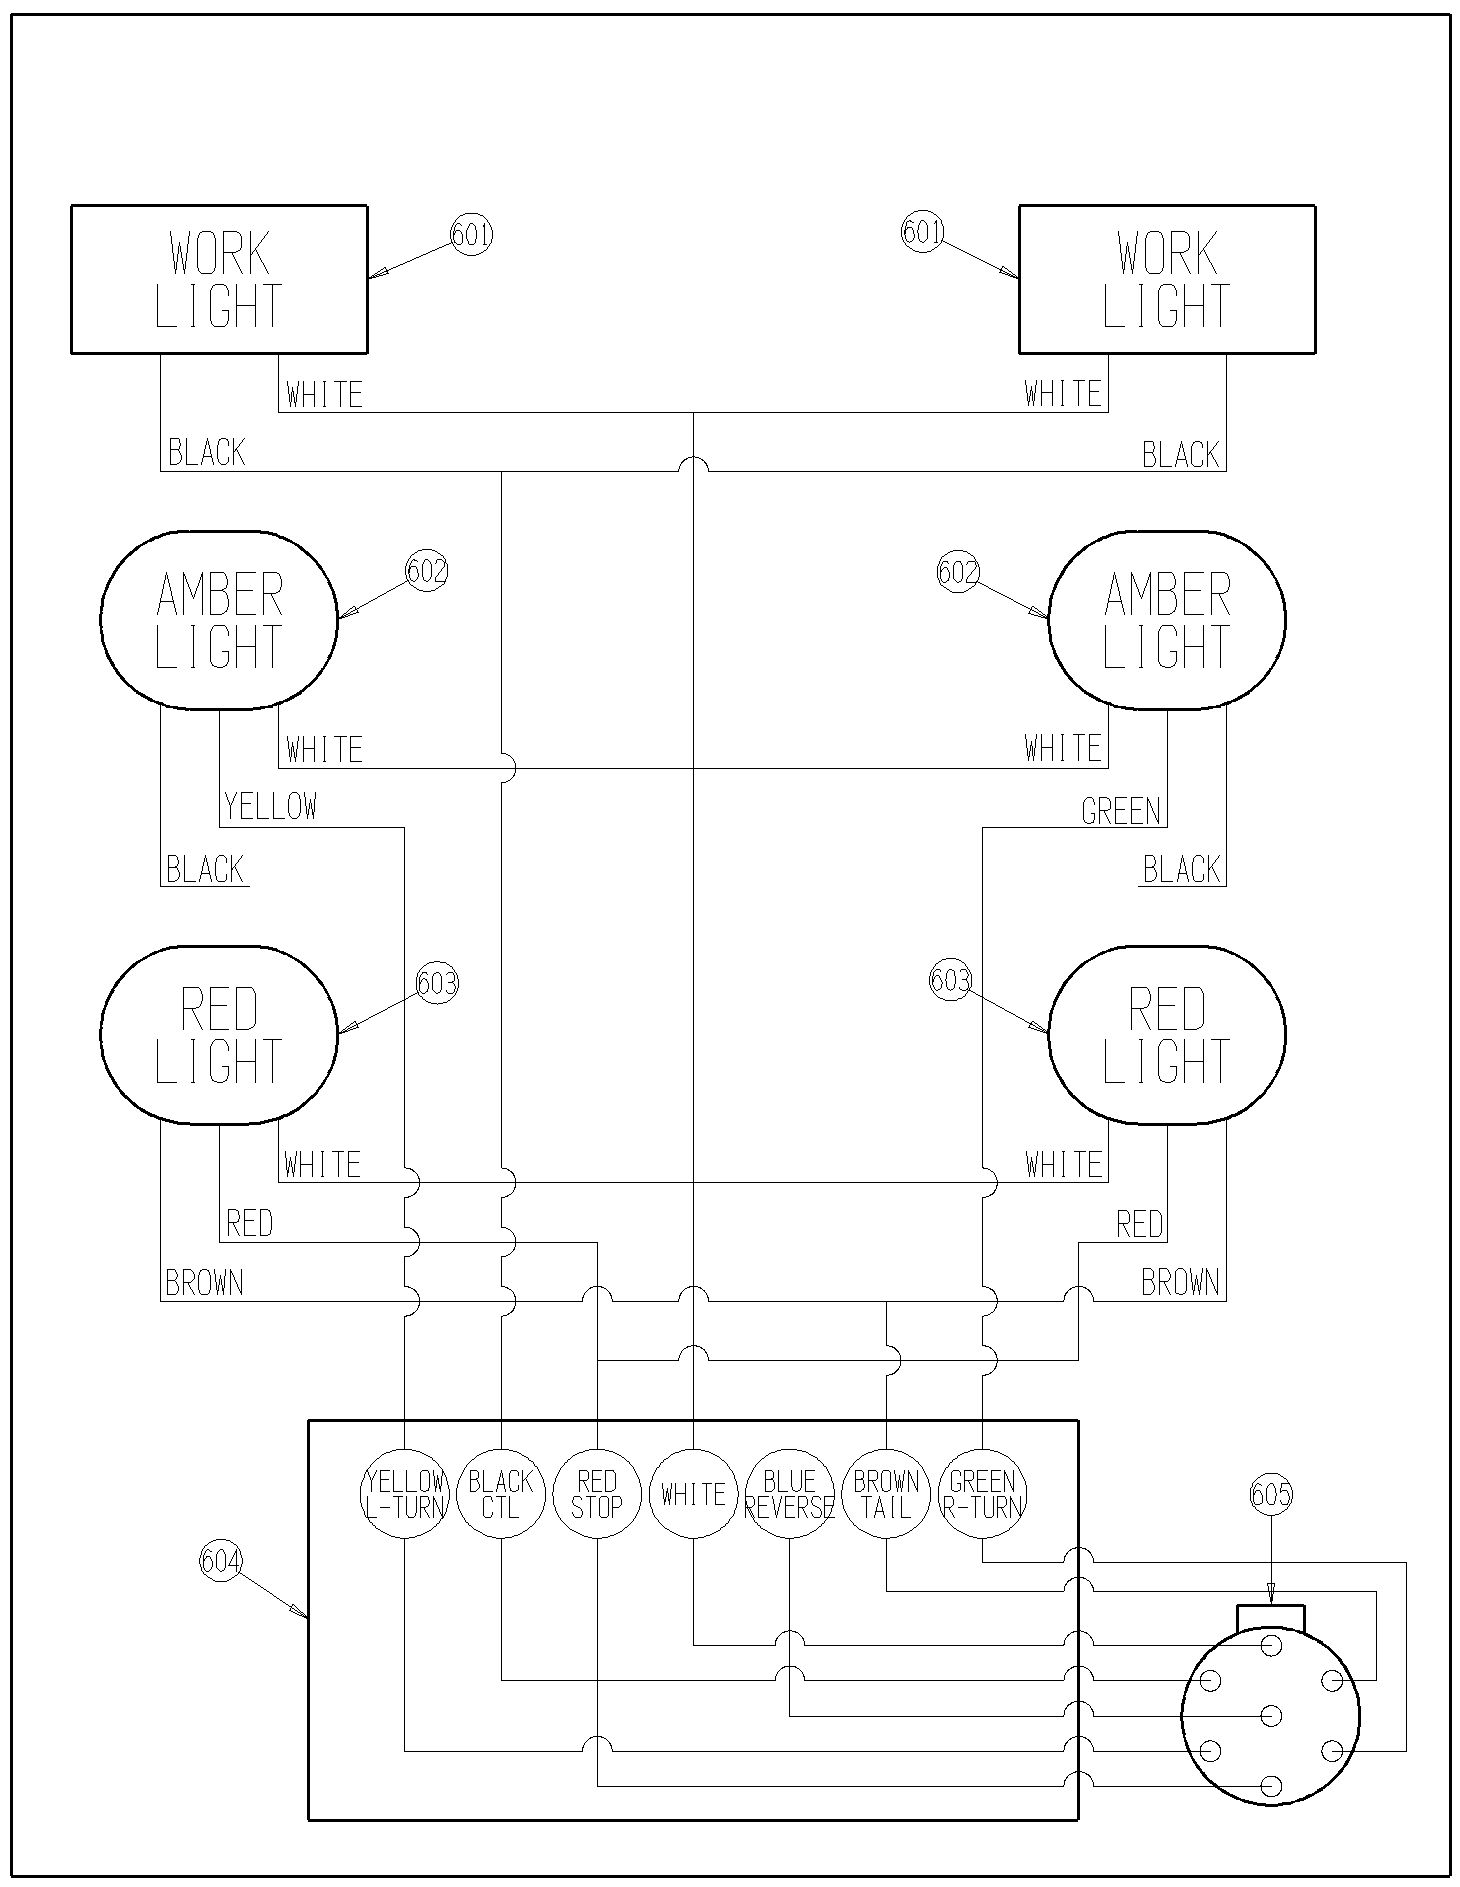 WORK
LIGHT
601
601
WORK
LIGHT
WHITE
WHITE
BLACK
BLACK
AMBER
LIGHT
602
602
AMBER
LIGHT
WHITE
WHITE
YELLOW
GREEN
BLACK
BLACK
RED
LIGHT
603
603
RED
LIGHT
WHITE
WHITE
RED
RED
BROWN
BROWN
YELLOW
L-TURN
BLACK
CTL
RED
STOP
WHITE
BLUE
REVERSE
BROWN
TAIL
GREEN
R-TURN
605
604